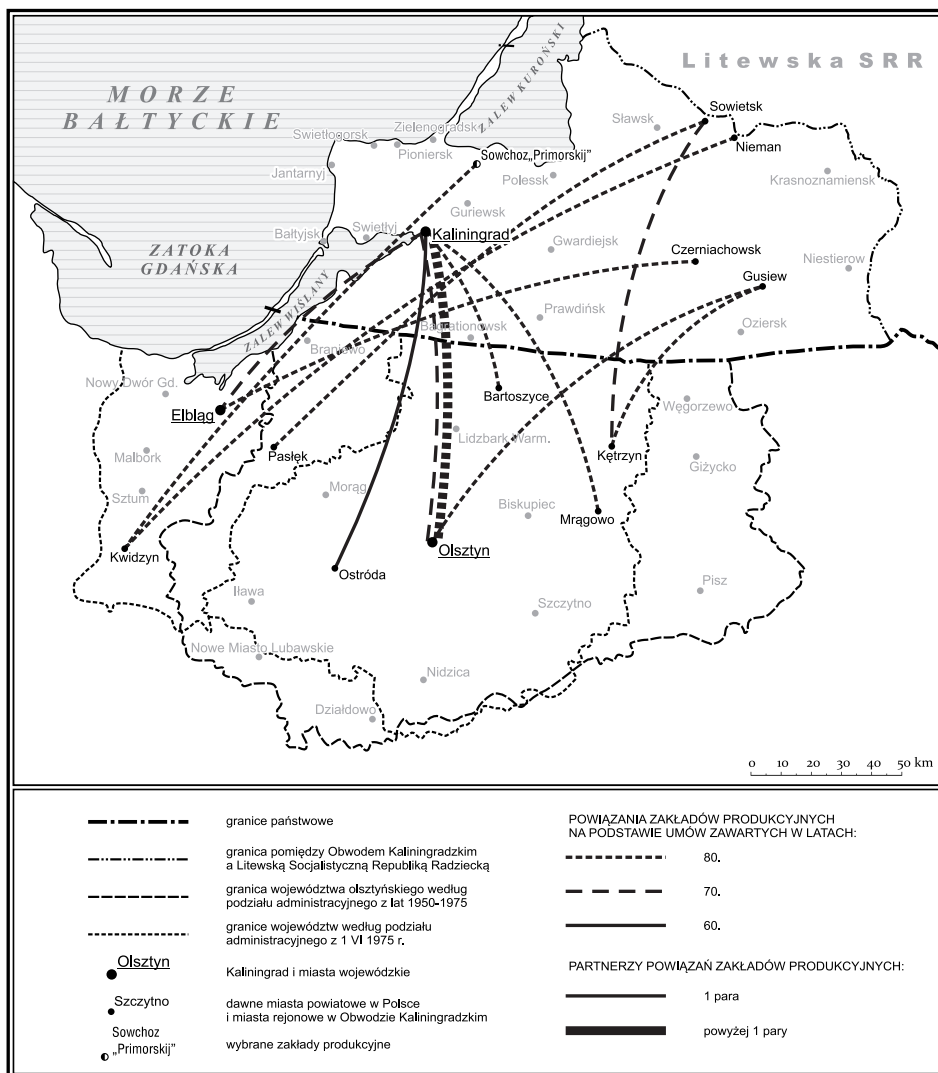 Litewska SRR
MORZE
BAŁTYCKIE
ZALEW KUROŃSKI
Sowietsk
Sławsk
Nieman
Zielenogradsk
Swietłogorsk
Pioniersk
Sowchoz „Primorskij”
Jantarnyj
Polessk
Krasnoznamiensk
Guriewsk
Swietłyj
Kaliningrad
Bałtyjsk
ZATOKA
GDAŃSKA
Gwardiejsk
Czerniachowsk
Niestierow
Gusiew
ZALEW WIŚLANY
Prawdińsk
Bagrationowsk
Oziersk
Braniewo
Nowy Dwór Gd.
Bartoszyce
Elbląg
Węgorzewo
Lidzbark Warm.
Malbork
Pasłęk
Kętrzyn
Giżycko
Sztum
Morąg
Biskupiec
Mrągowo
Kwidzyn
Olsztyn
Ostróda
Iława
Pisz
Szczytno
Nowe Miasto Lubawskie
Nidzica
Działdowo
0 10 20 30 40 50 km
granice państwowe
granica pomiędzy Obwodem Kaliningradzkim
a Litewską Socjalistyczną Republiką Radziecką
granica województwa olsztyńskiego według
podziału administracyjnego z lat 1950-1975
granice województw według podziału
administracyjnego z 1 VI 1975 r.
Olsztyn
Kaliningrad i miasta wojewódzkie
Szczytno
dawne miasta powiatowe w Polsce
i miasta rejonowe w Obwodzie Kaliningradzkim
Sowchoz
„Primorskij”
wybrane zakłady produkcyjne
POWIĄZANIA ZAKŁADÓW PRODUKCYJNYCH
NA PODSTAWIE UMÓW ZAWARTYCH W LATACH:
80.
70.
60.
PARTNERZY POWIĄZAŃ ZAKŁADÓW PRODUKCYJNYCH:
1 para
powyżej 1 pary